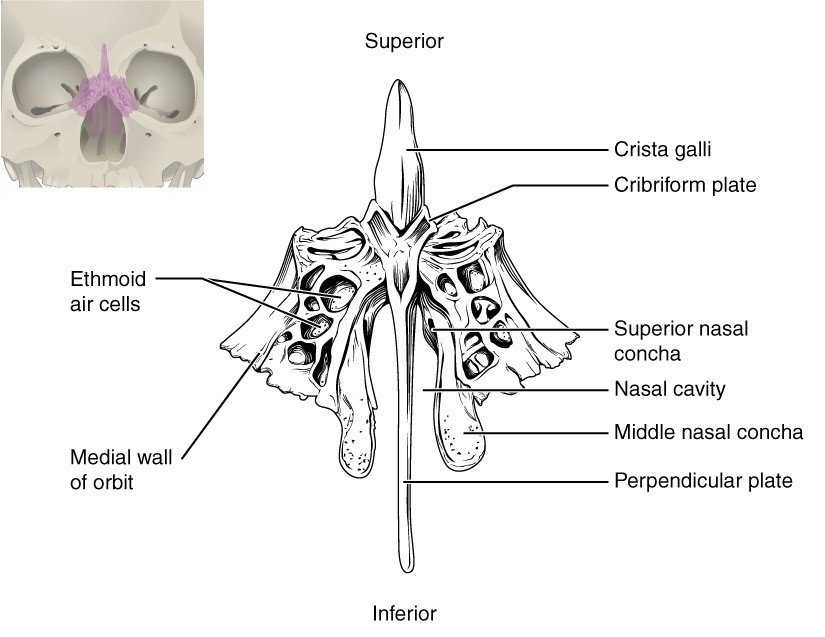 Superior
Crista galli
Cribriform plate
Ethmoid
air cells
Superior nasal
concha
Nasal cavity
Middle nasal concha
Medial wall
of orbit
Perpendicular plate
Inferior